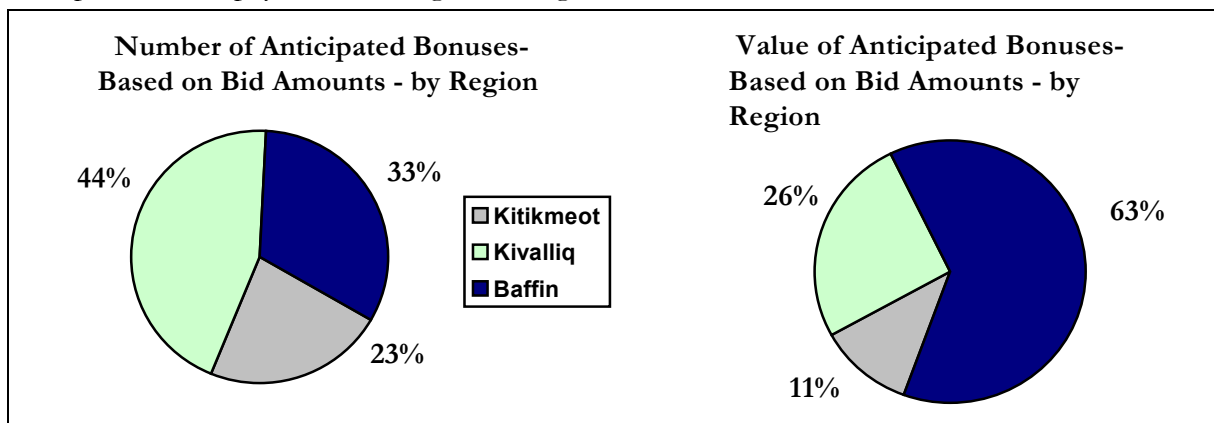 Number of Anticipated Bonuses-
Based on Bid Amounts - by Region
44%
33%
23%
Kitikmeot
Kivalliq
Baffin
Value of Anticipated Bonuses-
Based on Bid Amounts - by
Region
26%
63%
11%